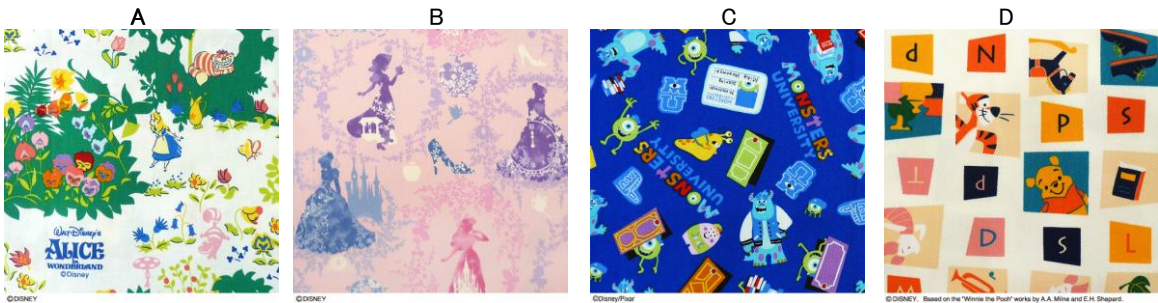 A
B
C
D
WALT DISNEY'S
ALICE
IN
WONDERLAND
©Disney
MONSTERS
UNIVERSITY
MONSTERS
UNIVERSITY
MU
P
N
P
S
T
P
D
S
L
©DISNEY
©DISNEY
©Disney/Pixar
©DISNEY. Based on the "Winnie the Pooh" works by A.A. Milne and E.H. Shepard.